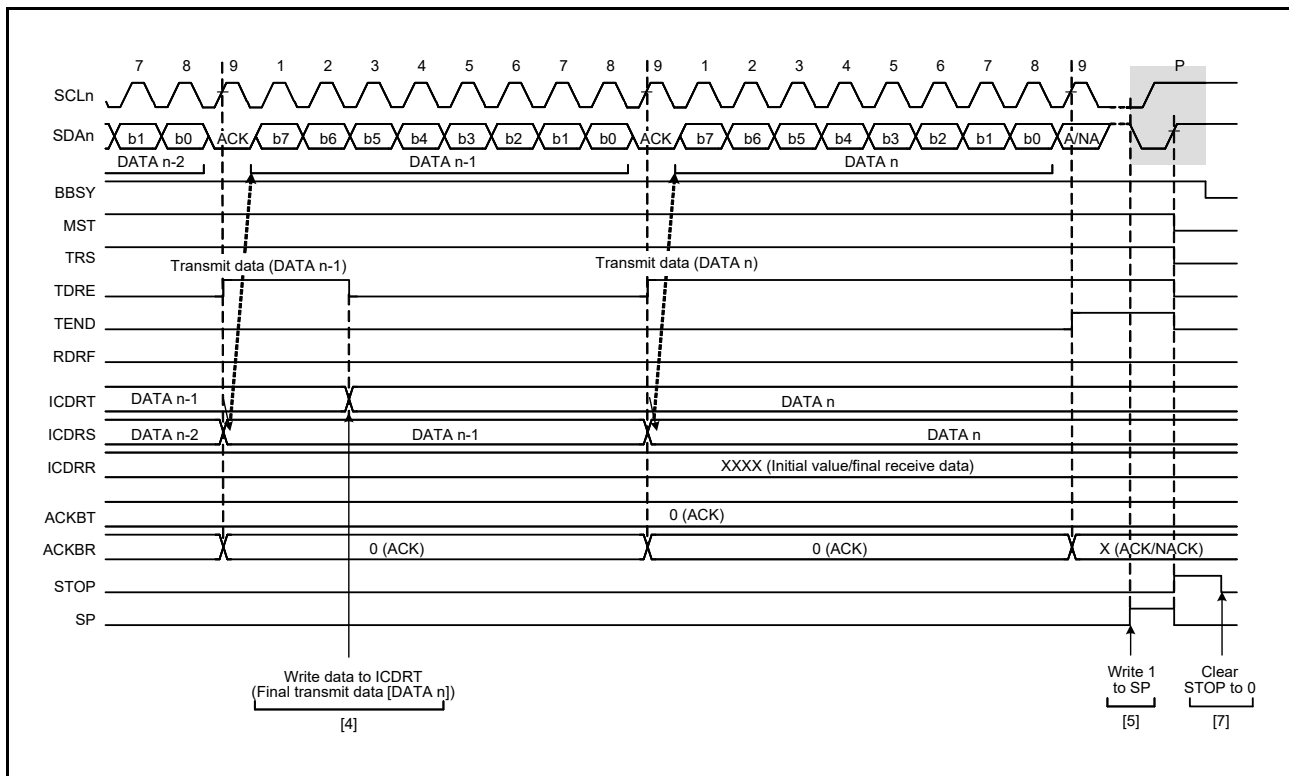 7 8 9 1 2 3 4 5 6 7 8 9 1 2 3 4 5 6 7 8 9 P
SCLn
SDAn b1 b0 ACK b7 b6 b5 b4 b3 b2 b1 b0 ACK b7 b6 b5 b4 b3 b2 b1 b0 A/NA
DATA n-2 DATA n-1 DATA n
BBSY
MST
TRS
Transmit data (DATA n-1) Transmit data (DATA n)
TDRE
TEND
RDRF
ICDRT DATA n-1 DATA n
ICDRS DATA n-2 DATA n-1 DATA n
ICDRR XXXX (Initial value/final receive data)
ACKBT 0 (ACK)
ACKBR 0 (ACK) 0 (ACK) X (ACK/NACK)
STOP
SP
Write data to ICDRT
(Final transmit data [DATA n])
[4]
Write 1
to SP
[5]
Clear
STOP to 0
[7]